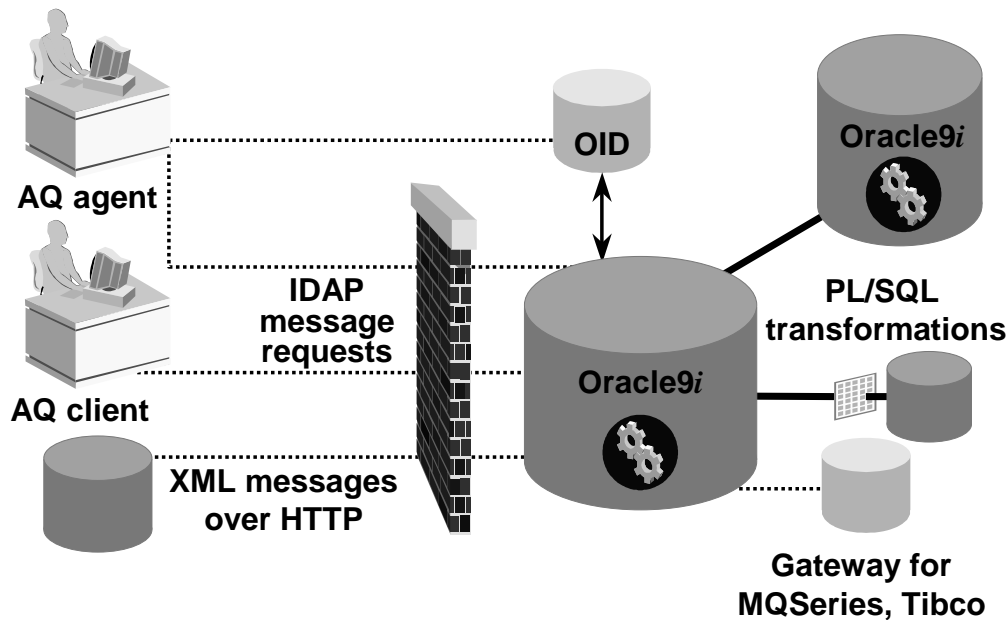 AQ agent
OID
Oracle9i
IDAP
message
requests
PL/SQL
transformations
Oracle9i
AQ client
XML messages
over HTTP
Gateway for
MQSeries, Tibco